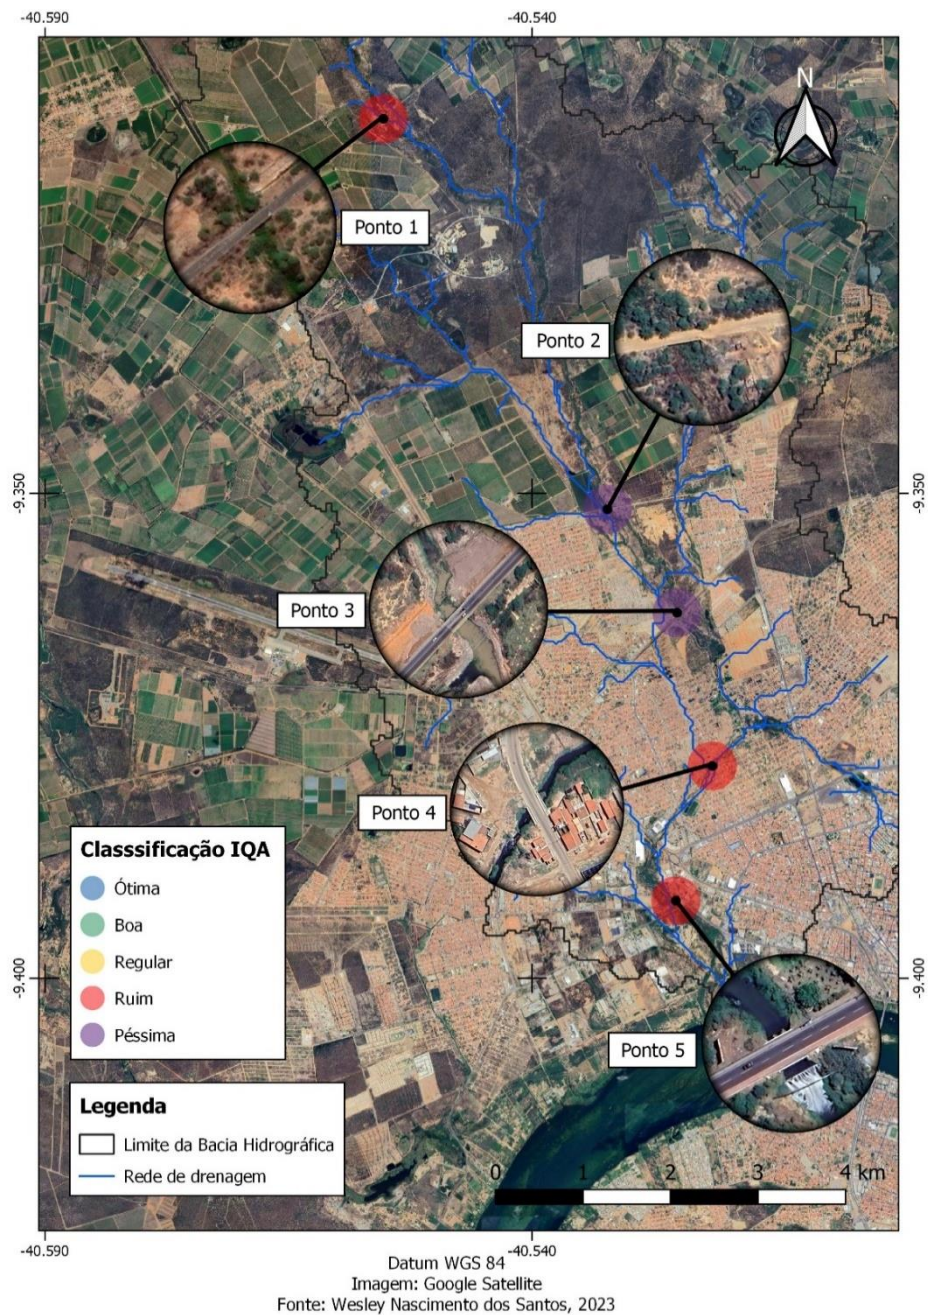 -40.590
-40.540
N
Ponto 1
Ponto 2
-9.350
-9.350
Ponto 3
Ponto 4
Classsificação IQA
Ótima
Boa
Regular
Ruim
Péssima
-9.400
-9.400
Ponto 5
Legenda
Limite da Bacia Hidrográfica
Rede de drenagem
0 1 2 3 4 km
-40.590
-40.540
Datum WGS 84
Imagem: Google Satellite
Fonte: Wesley Nascimento dos Santos, 2023